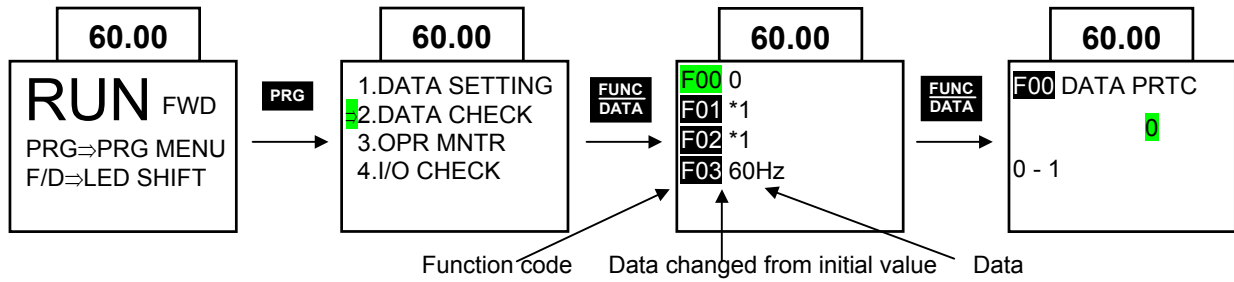 60.00
RUN FWD
PRG⇒PRG MENU
F/D⇒LED SHIFT
PRG
60.00
1.DATA SETTING
⇒2.DATA CHECK
3.OPR MNTR
4.I/O CHECK
FUNC
DATA
60.00
F00 0
F01 *1
F02 *1
F03 60Hz
FUNC
DATA
60.00
F00 DATA PRTC
0
0 - 1
Function code Data changed from initial value Data